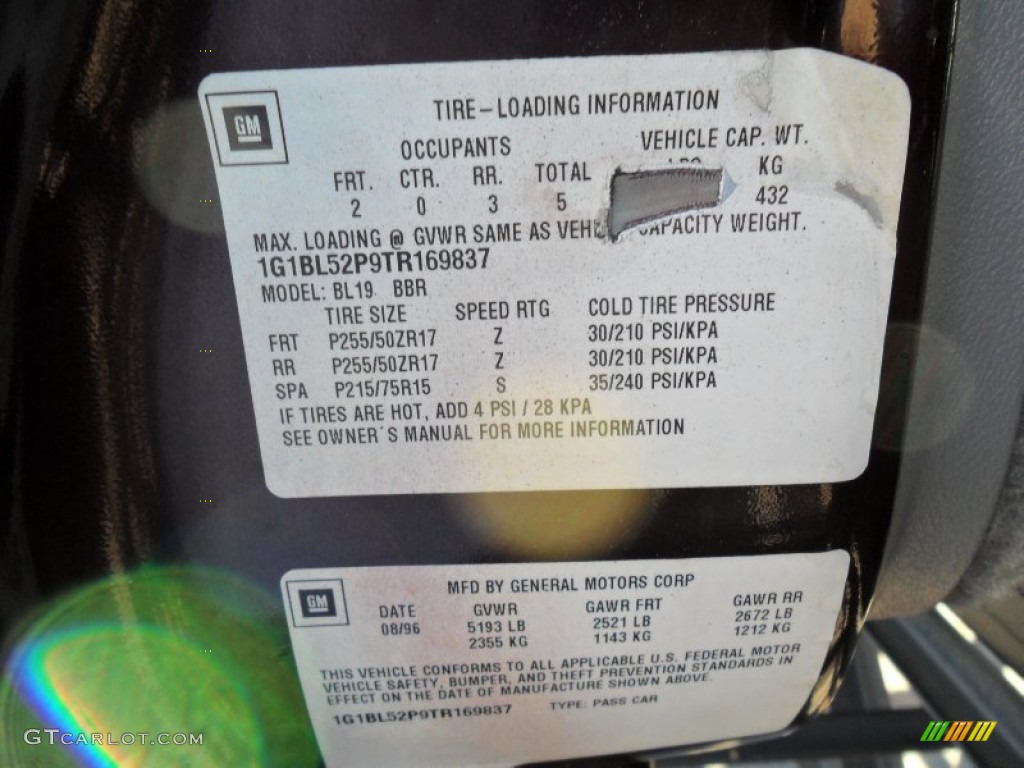 GM
TIRE-LOADING INFORMATION
OCCUPANTS VEHICLE CAP. WT.
FRT. CTR. RR. TOTAL KG
2 0 3 5 432
MAX. LOADING @ GVWR SAME AS CAPACITY WEIGHT.
1G1BL52P9TR169837
MODEL: BL19 BBR
TIRE SIZE SPEED RTG COLD TIRE PRESSURE
FRT P255/50ZR17 Z 30/210 PSI/KPA
RR P255/50ZR17 Z 30/210 PSI/KPA
SPA P215/75R15 S 35/240 PSI/KPA
IF TIRES ARE HOT, ADD 4 PSI / 28 KPA
SEE OWNER'S MANUAL FOR MORE INFORMATION
GM
MFD BY GENERAL MOTORS CORP
DATE GVWR GAWR FRT GAWR RR
08/96 5193 LB 2521 LB 2672 LB
2355 KG 1143 KG 1212 KG
THIS VEHICLE CONFORMS TO ALL APPLICABLE U.S. FEDERAL MOTOR
VEHICLE SAFETY, BUMPER, AND THEFT PREVENTION STANDARDS IN
EFFECT ON THE DATE OF MANUFACTURE SHOWN ABOVE.
1G1BL52P9TR169837 TYPE: PASS CAR
GTCARLOT.COM